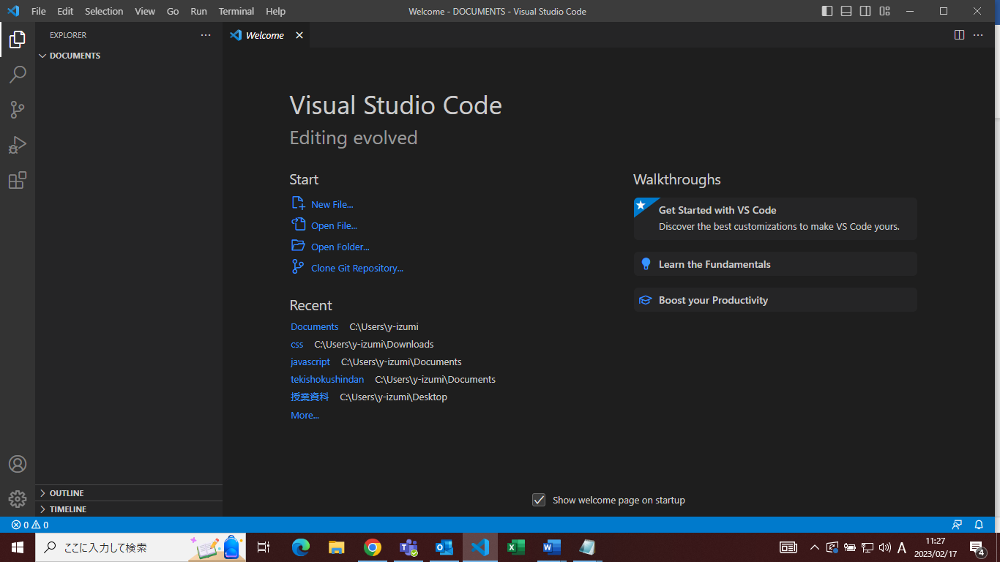 File Edit Selection View Go Run Terminal Help
Welcome - DOCUMENTS - Visual Studio Code
EXPLORER
DOCUMENTS
OUTLINE
TIMELINE
Welcome
Visual Studio Code
Editing evolved
Start
New File...
Open File...
Open Folder...
Clone Git Repository...
Recent
Documents C:\Users\y-izumi
css C:\Users\y-izumi\Downloads
javascript C:\Users\y-izumi\Documents
tekishokushindan C:\Users\y-izumi\Documents
授業資料 C:\Users\y-izumi\Desktop
More...
Walkthroughs
Get Started with VS Code
Discover the best customizations to make VS Code yours.
Learn the Fundamentals
Boost your Productivity
Show welcome page on startup
0 0
ここに入力して検索
A
11:27
2023/02/17
4